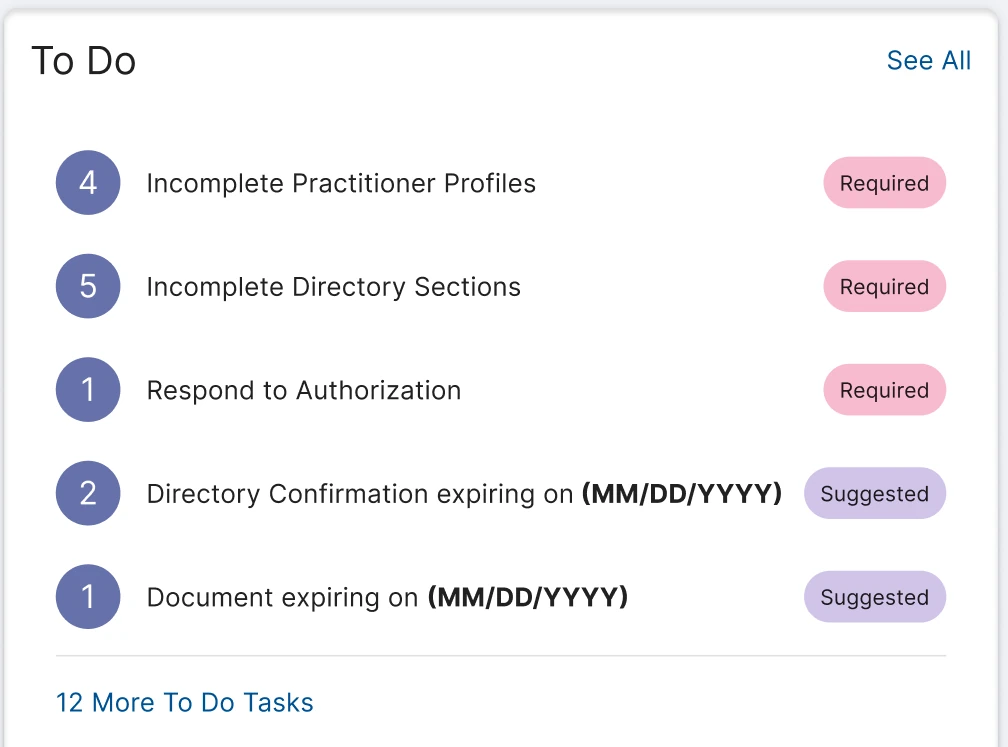 To Do
See All
4 Incomplete Practitioner Profiles Required
5 Incomplete Directory Sections Required
1 Respond to Authorization Required
2 Directory Confirmation expiring on (MM/DD/YYYY) Suggested
1 Document expiring on (MM/DD/YYYY) Suggested
12 More To Do Tasks